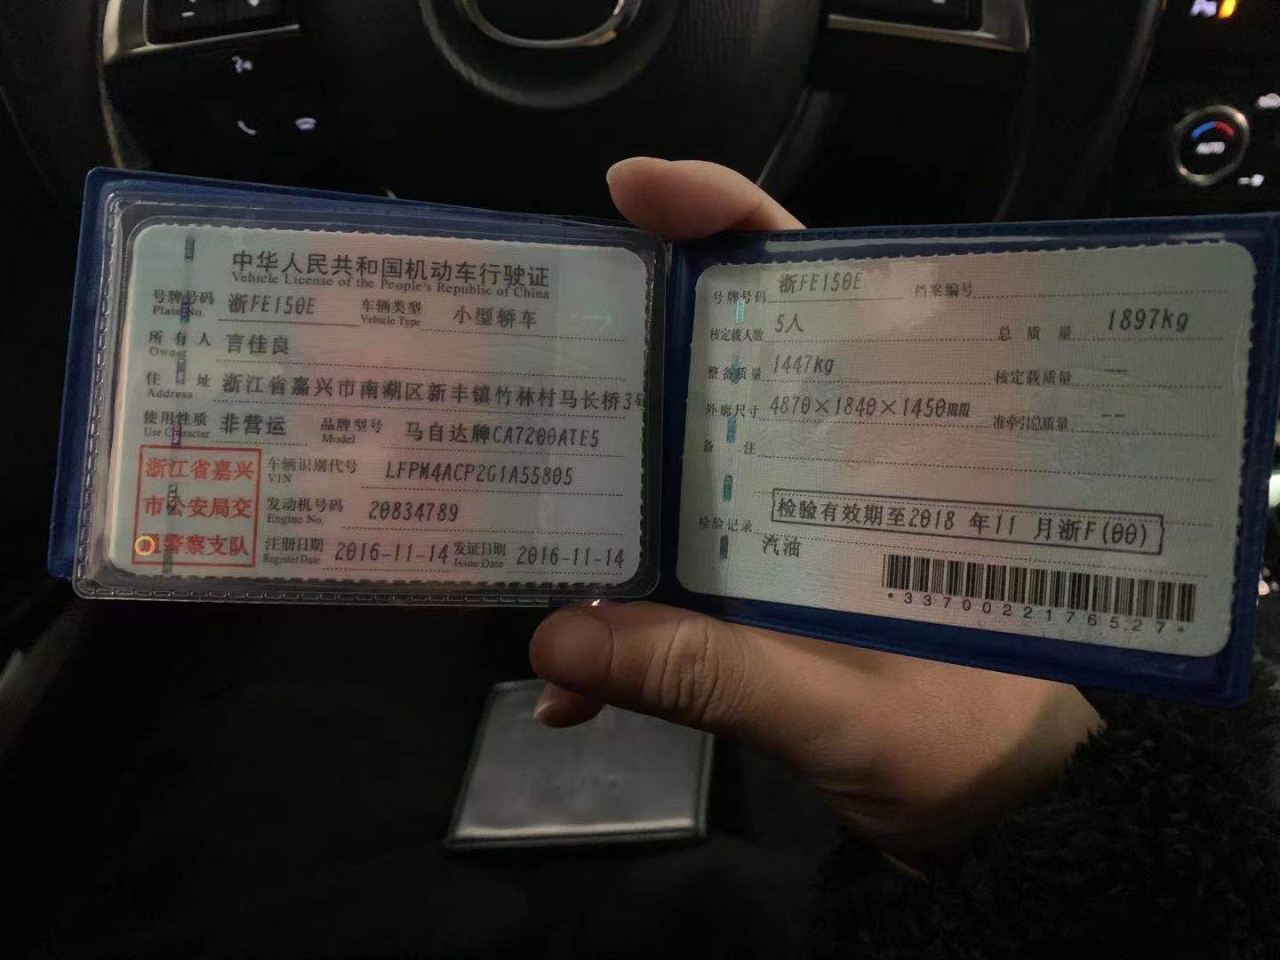 中华人民共和国机动车行驶证
Vehicle License of the People's Republic of China
号牌号码 浙FE150E 车辆类型 小型轿车
Plate No. Vehicle Type
所有人 言佳良
Owner
住址 浙江省嘉兴市南湖区新丰镇竹林村马长桥3号
Address
使用性质 非营运 品牌型号 马自达牌CA7200ATE5
Use Character Model
浙江省嘉兴
市公安局交
警察支队
车辆识别代号 LFPM4ACP2G1A55805
VIN
发动机号码 20834789
Engine No.
注册日期 2016-11-14 发证日期 2016-11-14
Register Date Issue Date
号牌号码 浙FE150E 档案编号
核定载人数 5人 总质量 1897kg
整备质量 1447kg 核定载质量 --
外廓尺寸 4870×1840×1450mm 准牵引总质量 --
备注
检验有效期至2018年11月浙F(00)
检验记录
汽油
*3370022176527*
AUTO